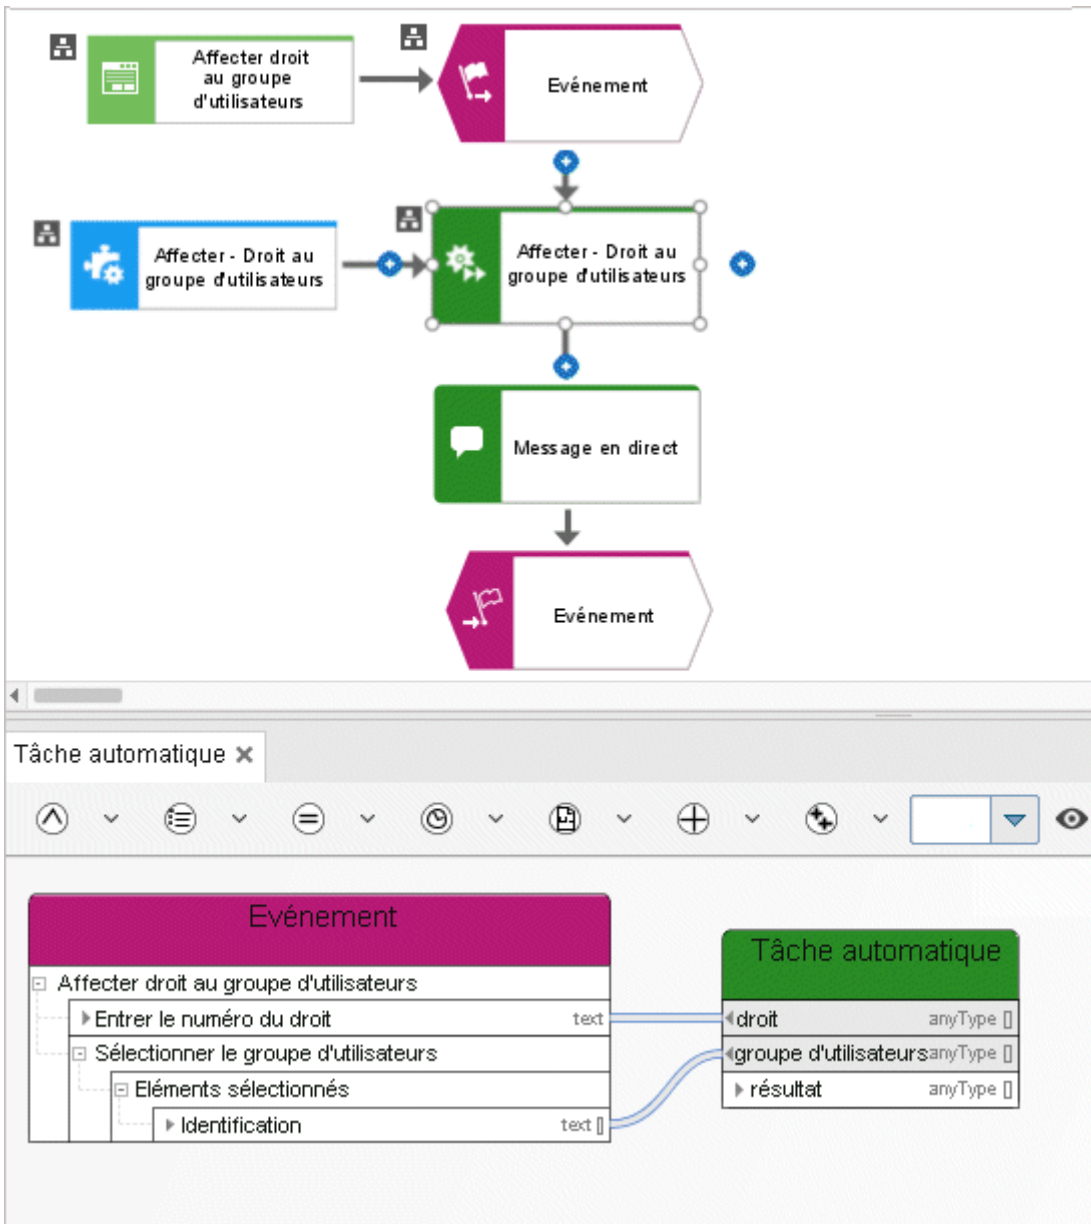 Affecter droit
au groupe
d'utilisateurs
Evénement
Affecter - Droit au
groupe d'utilisateurs
Affecter - Droit au
groupe d'utilisateurs
Message en direct
Evénement
Tâche automatique
Evénement
Affecter droit au groupe d'utilisateurs
Entrer le numéro du droit text
Sélectionner le groupe d'utilisateurs
Eléments sélectionnés
Identification text []
Tâche automatique
droit anyType []
groupe d'utilisateurs anyType []
résultat anyType []